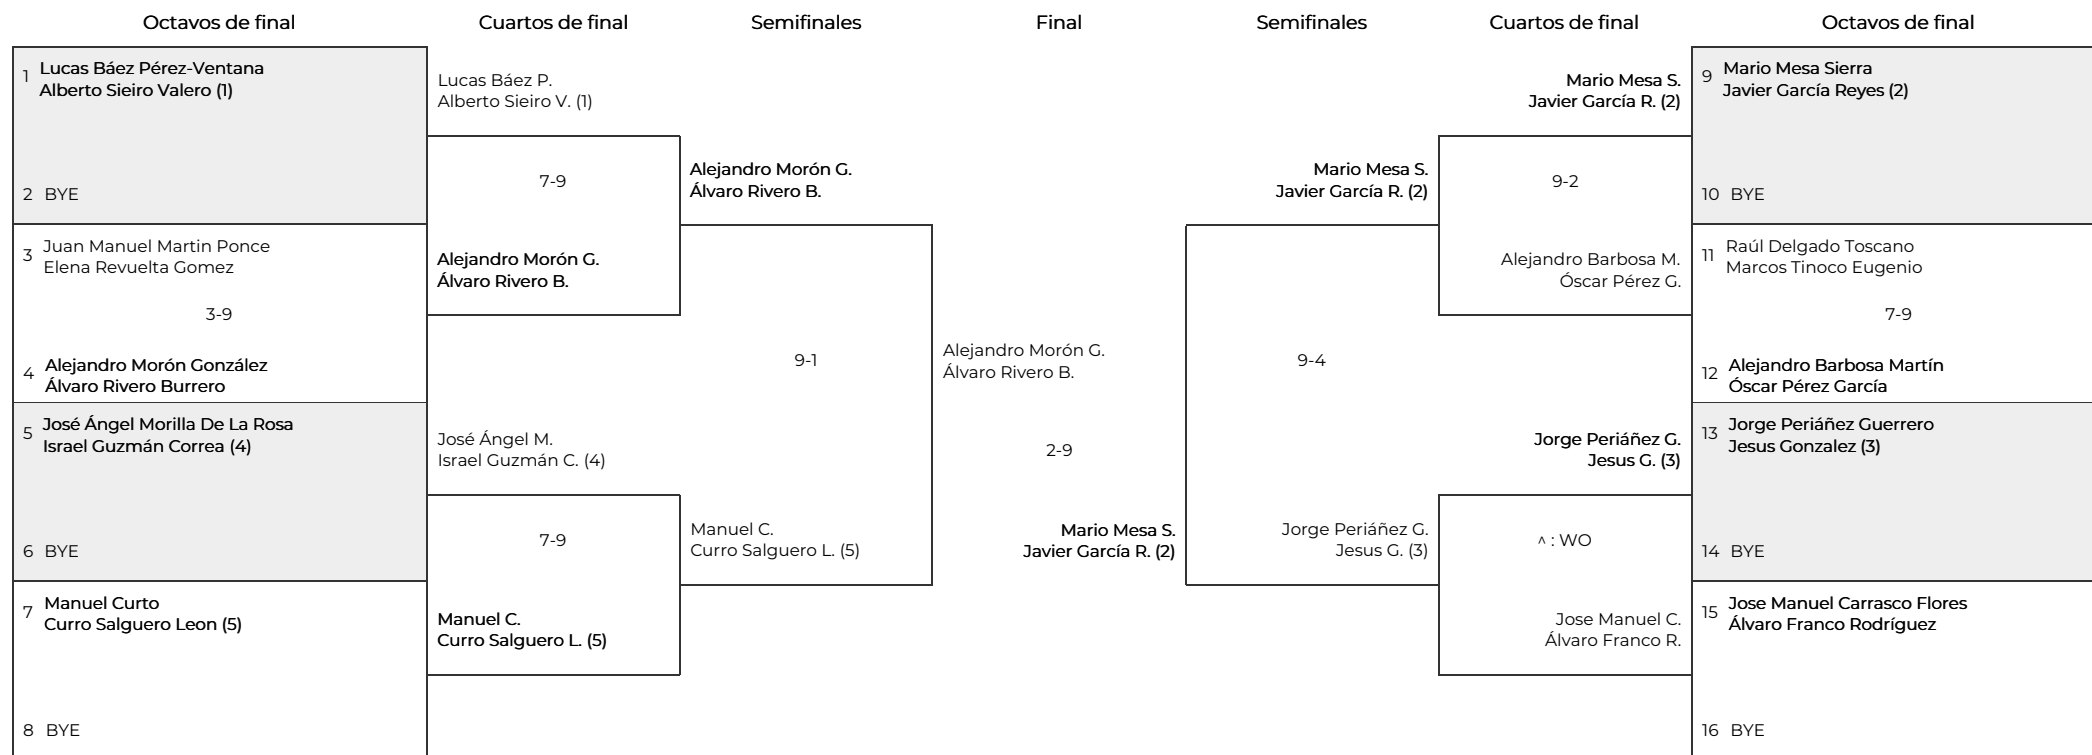 Octavos de final
Cuartos de final
Semifinales
Final
Semifinales
Cuartos de final
Octavos de final
1 Lucas Báez Pérez-Ventana
Alberto Sieiro Valero (1)
2 BYE
3 Juan Manuel Martin Ponce
Elena Revuelta Gomez
3-9
4 Alejandro Morón González
Álvaro Rivero Burrero
5 José Ángel Morilla De La Rosa
Israel Guzmán Correa (4)
6 BYE
7 Manuel Curto
Curro Salguero Leon (5)
8 BYE
Lucas Báez P.
Alberto Sieiro V. (1)
7-9
Alejandro Morón G.
Álvaro Rivero B.
José Ángel M.
Israel Guzmán C. (4)
7-9
Manuel C.
Curro Salguero L. (5)
Alejandro Morón G.
Álvaro Rivero B.
9-1
Manuel C.
Curro Salguero L. (5)
Alejandro Morón G.
Álvaro Rivero B.
2-9
Mario Mesa S.
Javier García R. (2)
Mario Mesa S.
Javier García R. (2)
9-4
Jorge Periáñez G.
Jesus G. (3)
Mario Mesa S.
Javier García R. (2)
9-2
Alejandro Barbosa M.
Óscar Pérez G.
Jorge Periáñez G.
Jesus G. (3)
^ : WO
Jose Manuel C.
Álvaro Franco R.
9 Mario Mesa Sierra
Javier García Reyes (2)
10 BYE
11 Raúl Delgado Toscano
Marcos Tinoco Eugenio
7-9
12 Alejandro Barbosa Martín
Óscar Pérez García
13 Jorge Periáñez Guerrero
Jesus Gonzalez (3)
14 BYE
15 Jose Manuel Carrasco Flores
Álvaro Franco Rodríguez
16 BYE